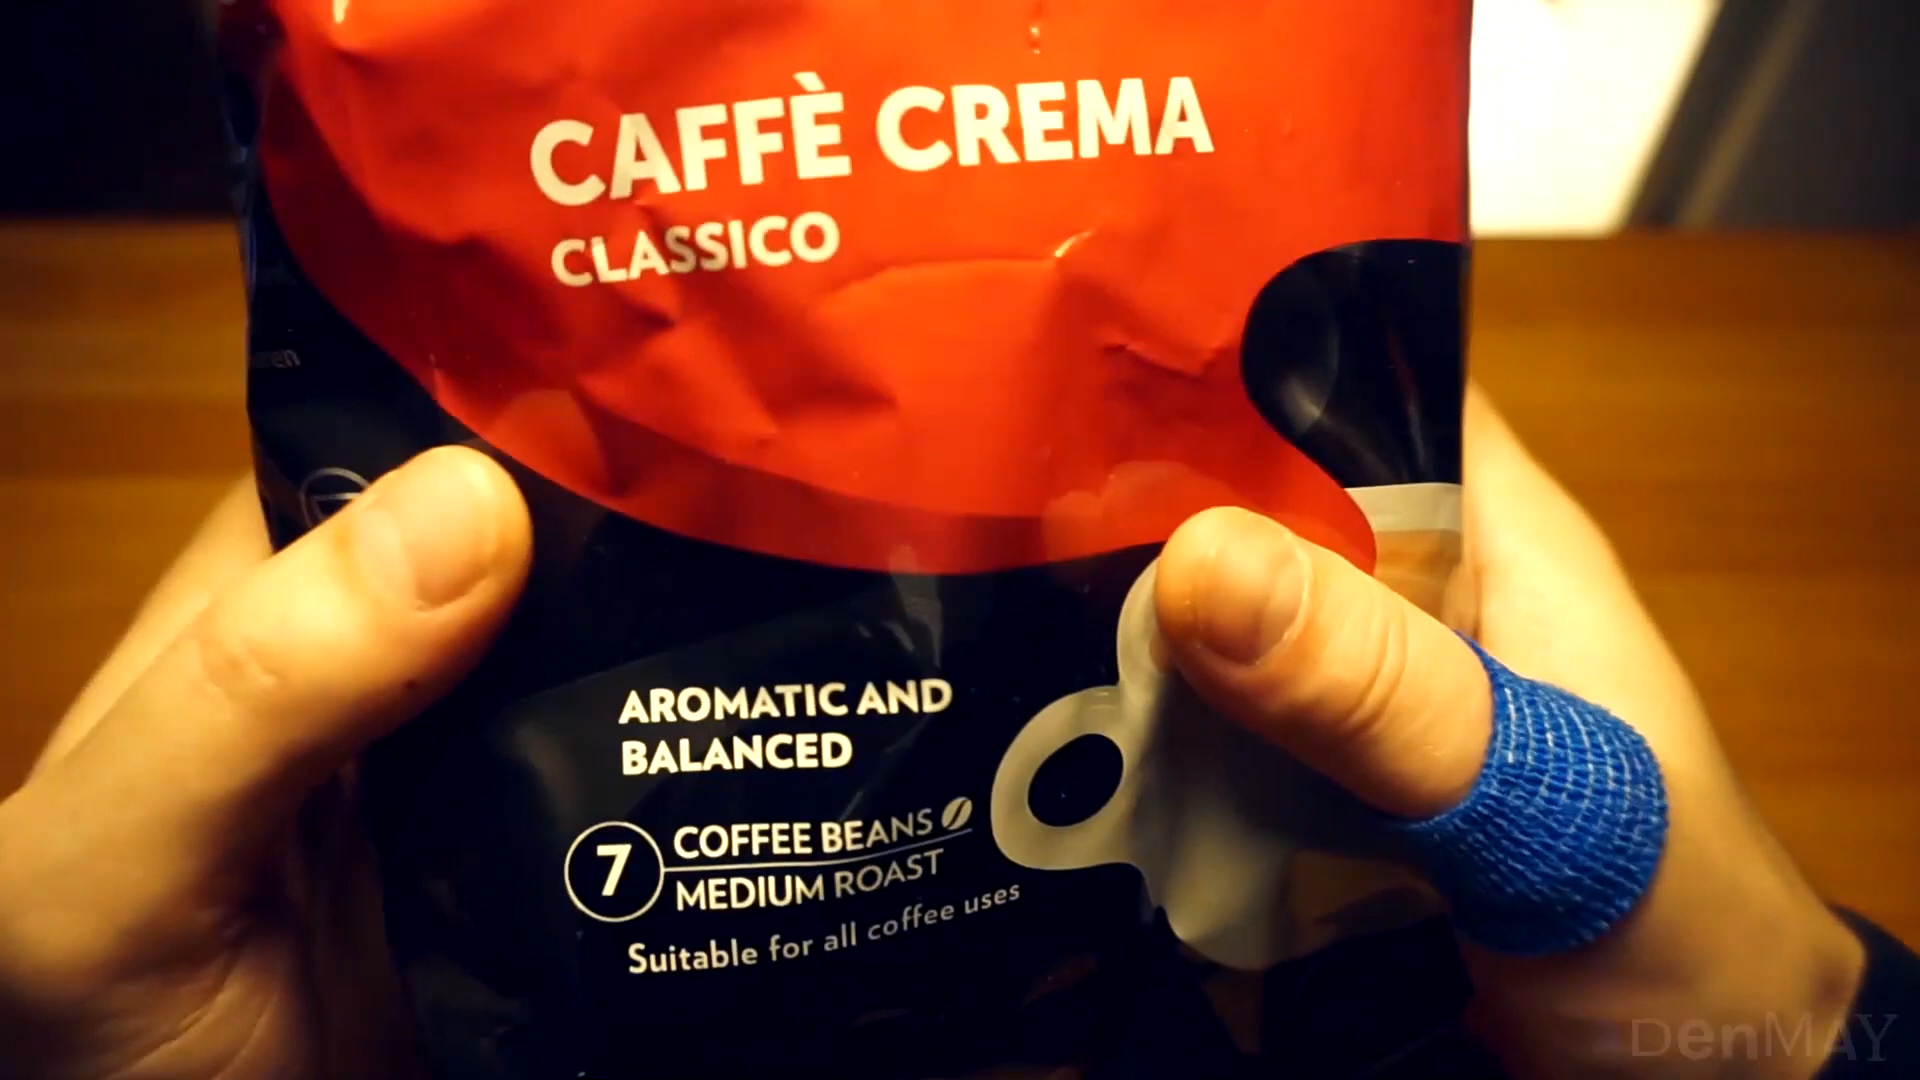 CAFFÈ CREMA
CLASSICO
AROMATIC AND
BALANCED
7
COFFEE BEANS
MEDIUM ROAST
Suitable for all coffee uses
DenMAY